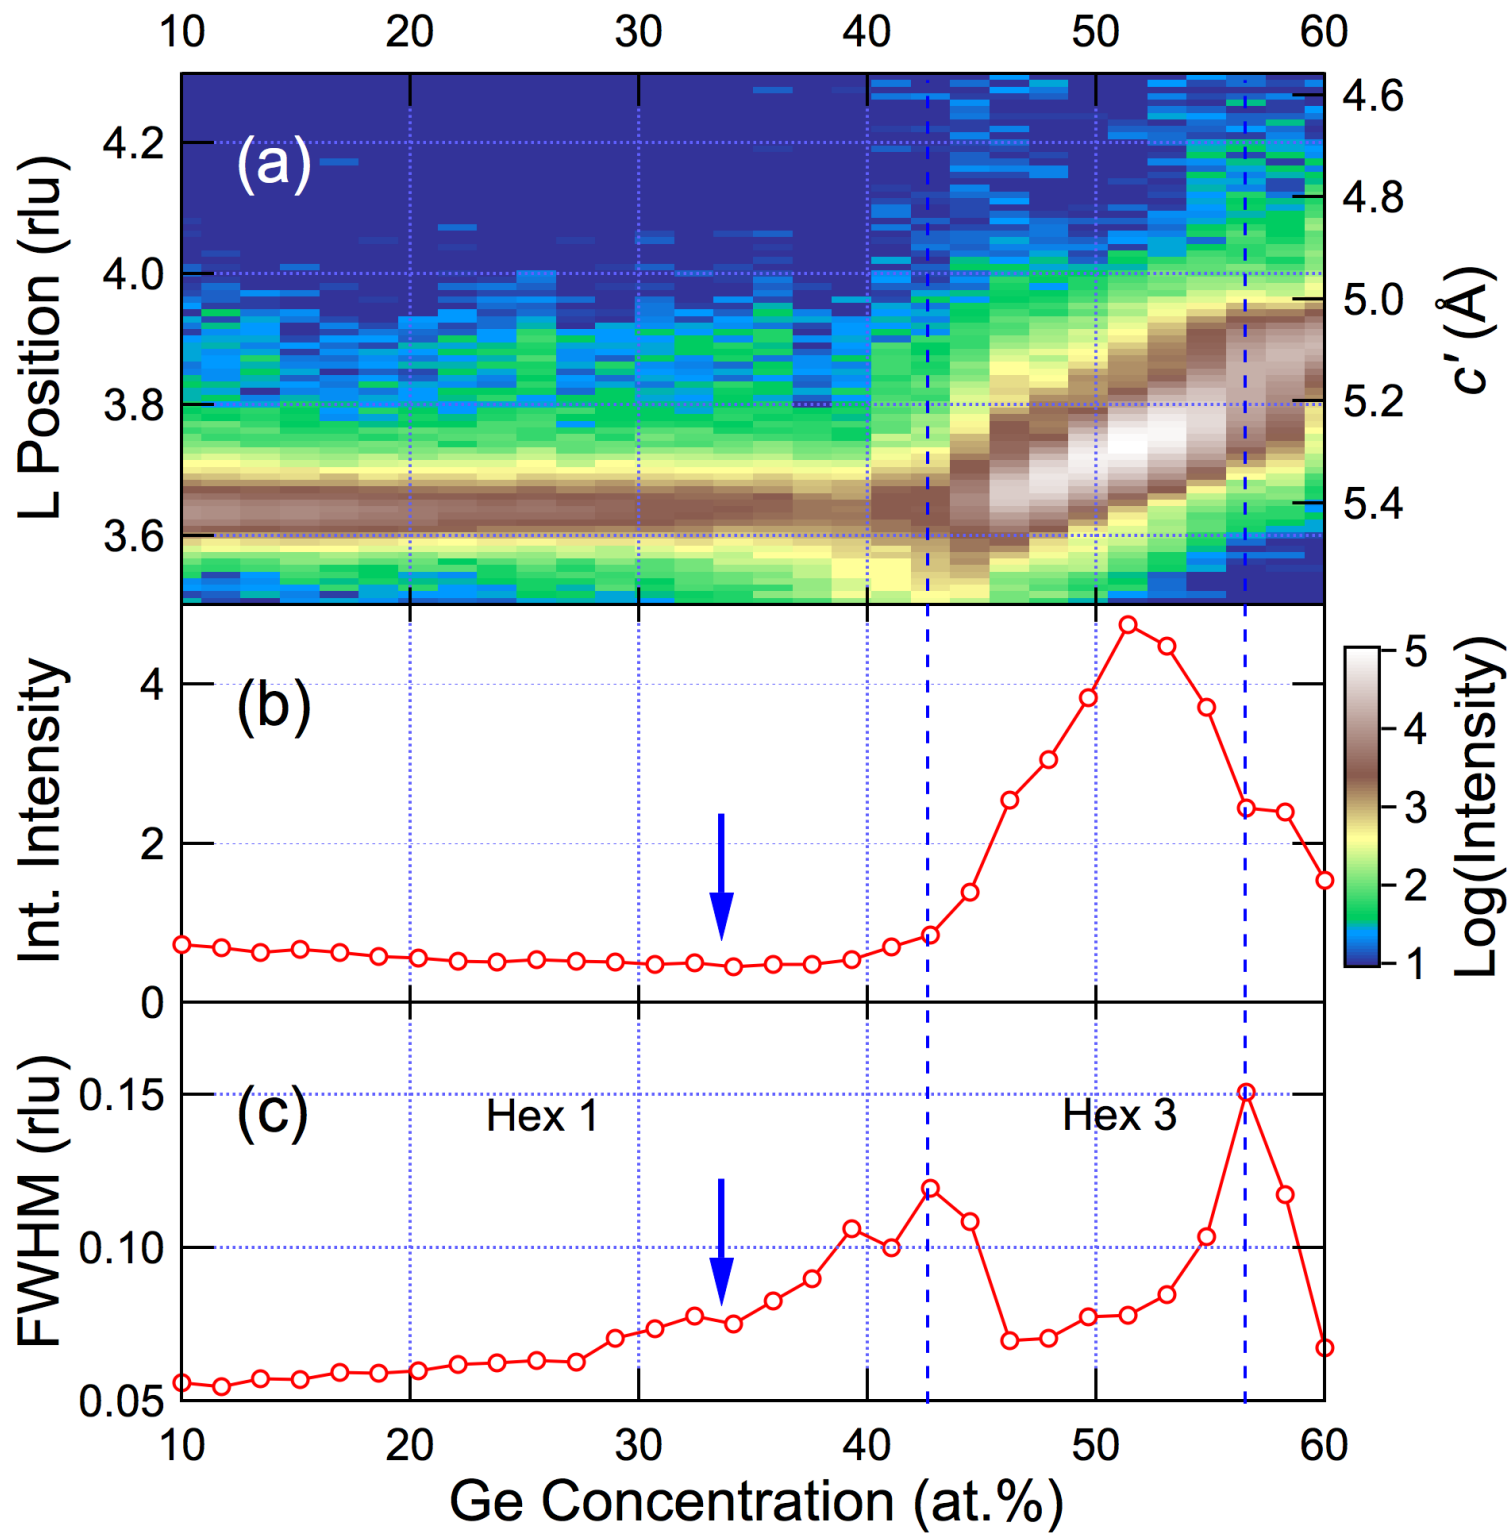 10 20 30 40 50 60
(a)
L Position (rlu)
4.2
4.0
3.8
3.6
4.6
4.8
5.0
5.2
5.4
c' (Å)
(b)
Int. Intensity
4
2
0
5
4
3
2
1
Log(Intensity)
(c)
Hex 1
Hex 3
FWHM (rlu)
0.15
0.10
0.05
10 20 30 40 50 60
Ge Concentration (at.%)